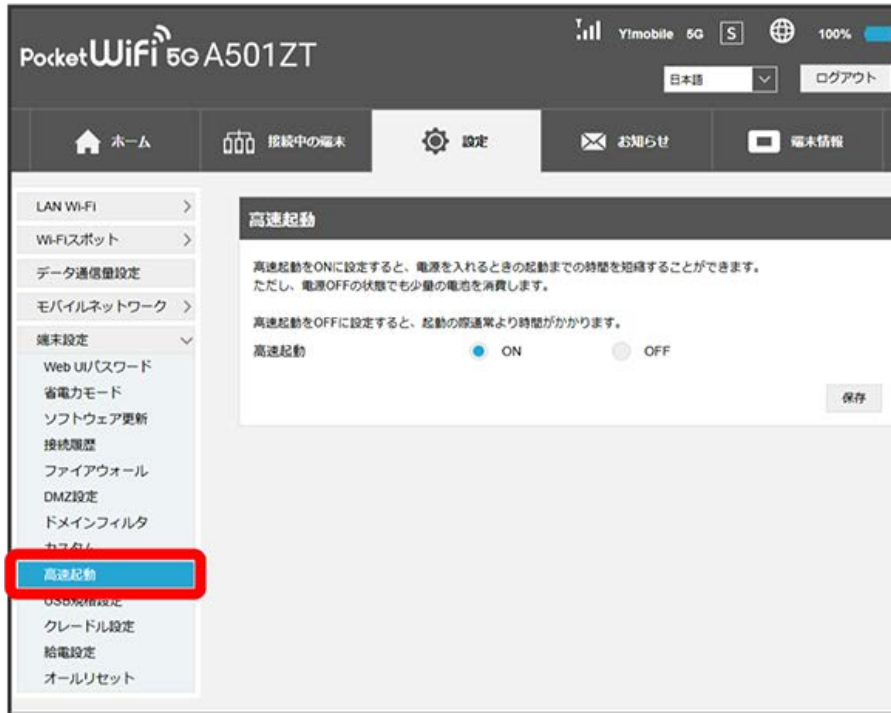 PocketWiFi 5G A501ZT
Y!mobile 5G S 100%
日本語
ログアウト
ホーム
接続中の端末
設定
お知らせ
端末情報
LAN Wi-Fi
Wi-Fiスポット
データ通信量設定
モバイルネットワーク
端末設定
Web UIパスワード
省電力モード
ソフトウェア更新
接続履歴
ファイアウォール
DMZ設定
ドメインフィルタ
カスタム
高速起動
USB規格設定
クレードル設定
給電設定
オールリセット
高速起動
高速起動をONに設定すると、電源を入れるときの起動までの時間を短縮することができます。
ただし、電源OFFの状態でも少量の電池を消費します。
高速起動をOFFに設定すると、起動の際通常より時間がかかります。
高速起動 ON OFF
保存